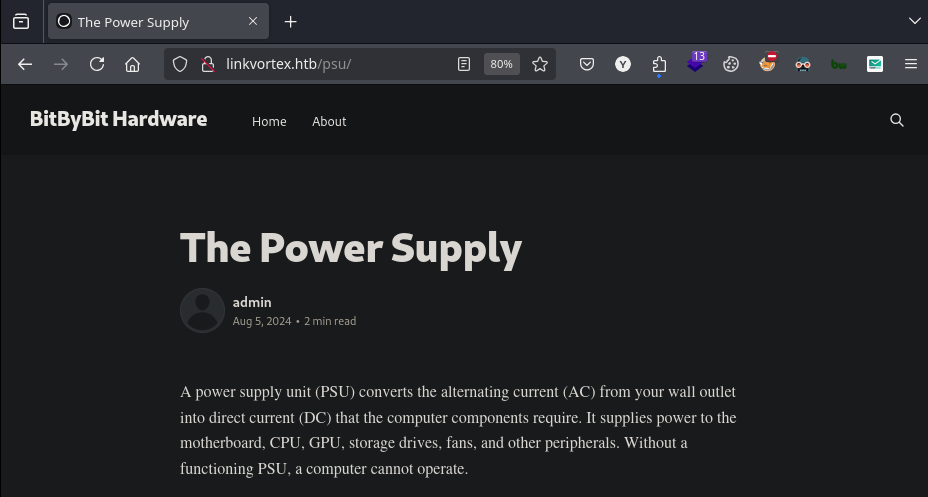 The Power Supply
linkvortex.htb/psu/
80%
Y
13
bw
BitByBit Hardware
Home
About
The Power Supply
admin
Aug 5, 2024 • 2 min read
A power supply unit (PSU) converts the alternating current (AC) from your wall outlet
into direct current (DC) that the computer components require. It supplies power to the
motherboard, CPU, GPU, storage drives, fans, and other peripherals. Without a
functioning PSU, a computer cannot operate.